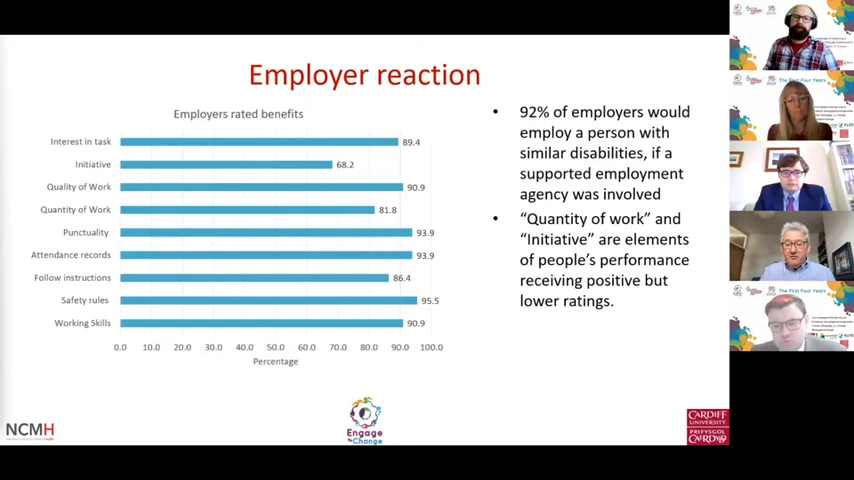 Employer reaction
Employers rated benefits
Interest in task 89.4
Initiative 68.2
Quality of Work 90.9
Quantity of Work 81.8
Punctuality 93.9
Attendance records 93.9
Follow instructions 86.4
Safety rules 95.5
Working Skills 90.9
0.0 10.0 20.0 30.0 40.0 50.0 60.0 70.0 80.0 90.0 100.0
Percentage
• 92% of employers would
employ a person with
similar disabilities, if a
supported employment
agency was involved
• “Quantity of work” and
“Initiative” are elements
of people’s performance
receiving positive but
lower ratings.
NCMH
Engage
to Change
CARDIFF
UNIVERSITY
PRIFYSGOL
CAERDYDD
The First Four Years
The First Four Years